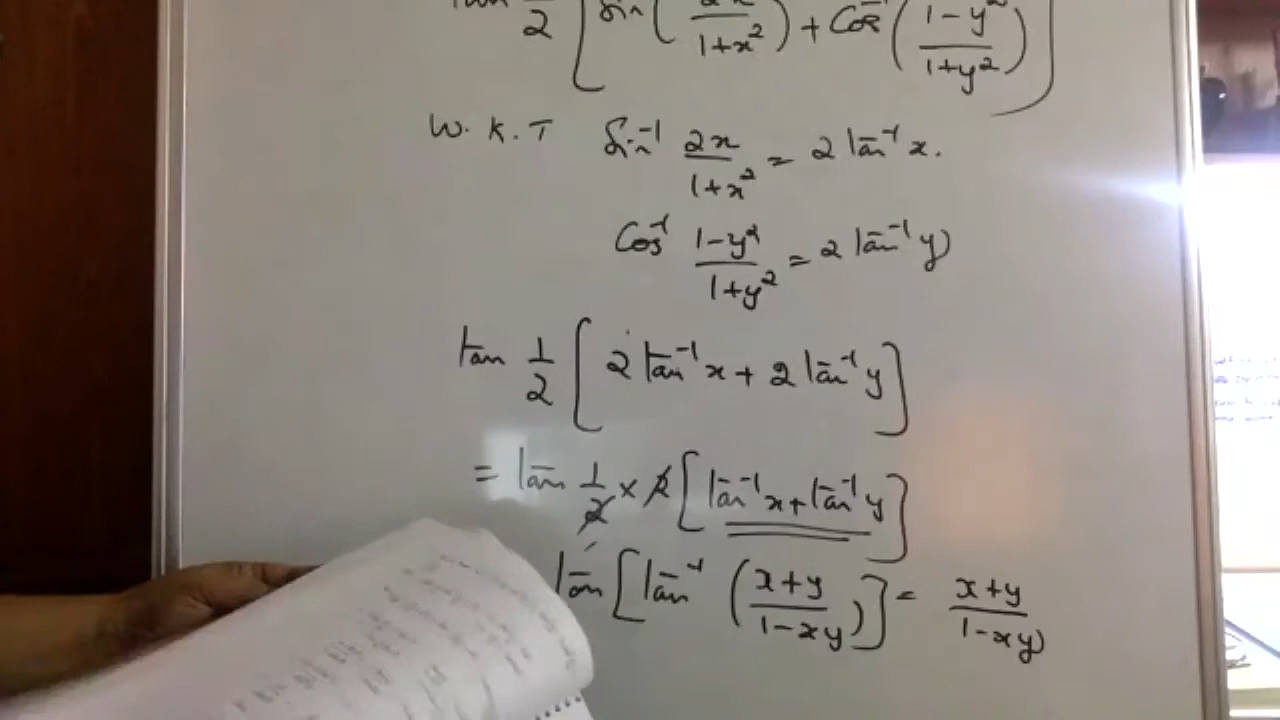 tan 1/2 [ sin⁻¹ ( 2x/1+x² ) + Cos⁻¹ ( 1-y²/1+y² ) ]
W.K.T Sin⁻¹ 2x/1+x² = 2 tan⁻¹ x.
Cos⁻¹ 1-y²/1+y² = 2 tan⁻¹ y)
tan 1/2 [ 2 tan⁻¹ x + 2 tan⁻¹ y ]
= tan 1/2 × 2 [ tan⁻¹ x + tan⁻¹ y ]
tan [ tan⁻¹ ( x+y/1-xy ) ] = x+y/1-xy)